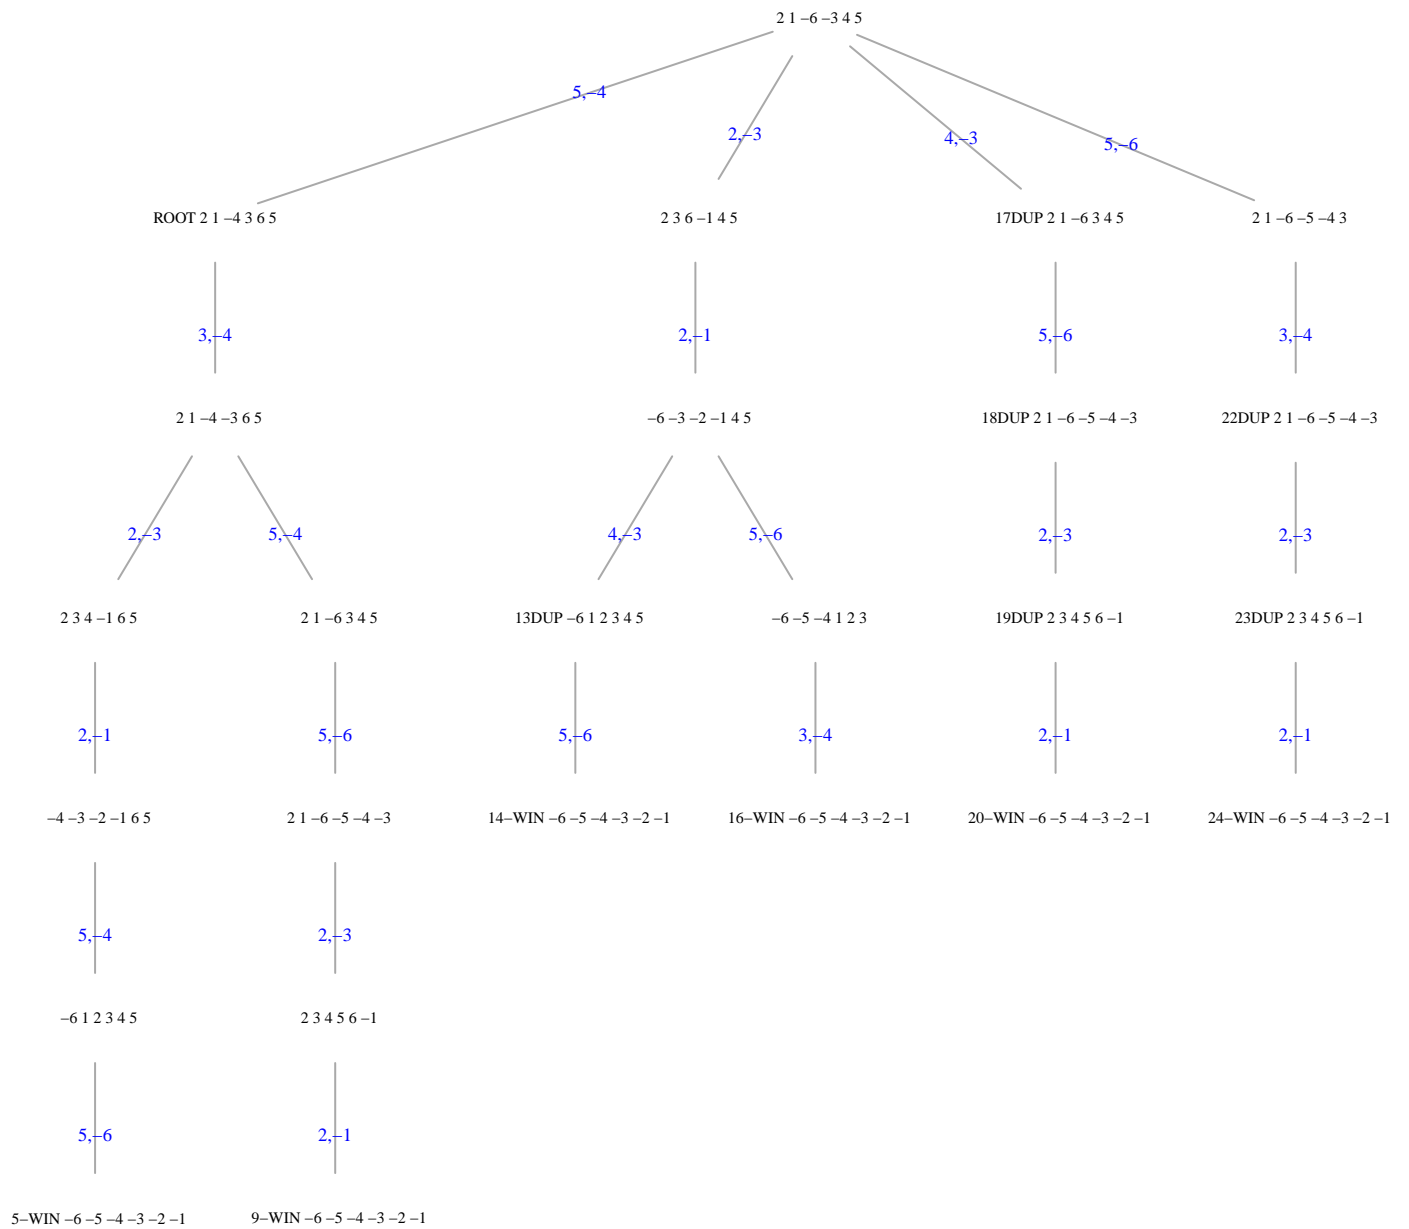 2 1 −6 −3 4 5
5,−4
2,−3
4,−3
5,−6
ROOT 2 1 −4 3 6 5
2 3 6 −1 4 5
17DUP 2 1 −6 3 4 5
2 1 −6 −5 −4 3
3,−4
2,−1
5,−6
3,−4
2 1 −4 −3 6 5
−6 −3 −2 −1 4 5
18DUP 2 1 −6 −5 −4 −3
22DUP 2 1 −6 −5 −4 −3
2,−3
5,−4
4,−3
5,−6
2,−3
2,−3
2 3 4 −1 6 5
2 1 −6 3 4 5
13DUP −6 1 2 3 4 5
−6 −5 −4 1 2 3
19DUP 2 3 4 5 6 −1
23DUP 2 3 4 5 6 −1
2,−1
5,−6
5,−6
3,−4
2,−1
2,−1
−4 −3 −2 −1 6 5
2 1 −6 −5 −4 −3
14−WIN −6 −5 −4 −3 −2 −1
16−WIN −6 −5 −4 −3 −2 −1
20−WIN −6 −5 −4 −3 −2 −1
24−WIN −6 −5 −4 −3 −2 −1
5,−4
2,−3
−6 1 2 3 4 5
2 3 4 5 6 −1
5,−6
2,−1
5−WIN −6 −5 −4 −3 −2 −1
9−WIN −6 −5 −4 −3 −2 −1